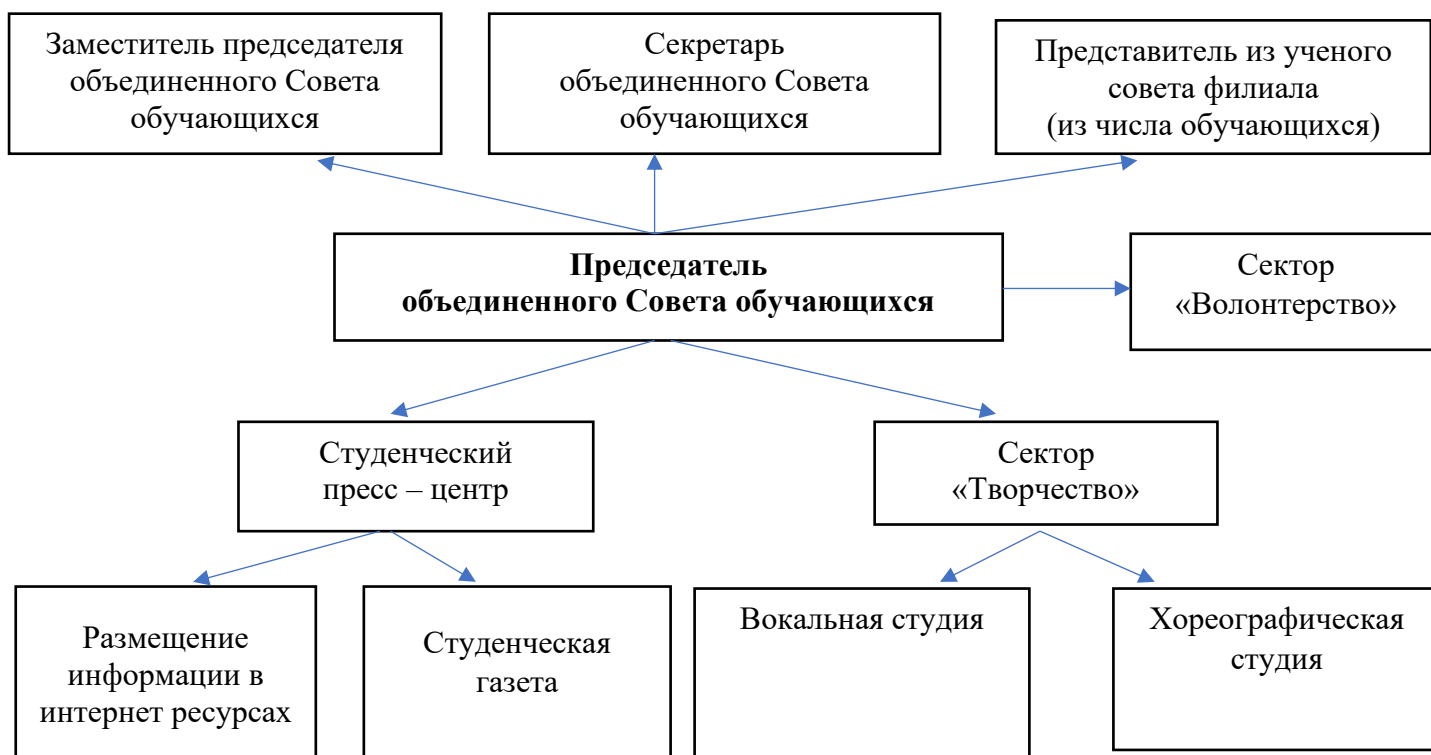 Заместитель председателя
объединенного Совета
обучающихся
Секретарь
объединенного Совета
обучающихся
Представитель из ученого
совета филиала
(из числа обучающихся)
Председатель
объединенного Совета обучающихся
Сектор
«Волонтерство»
Студенческий
пресс – центр
Сектор
«Творчество»
Размещение
информации в
интернет ресурсах
Студенческая
газета
Вокальная студия
Хореографическая
студия